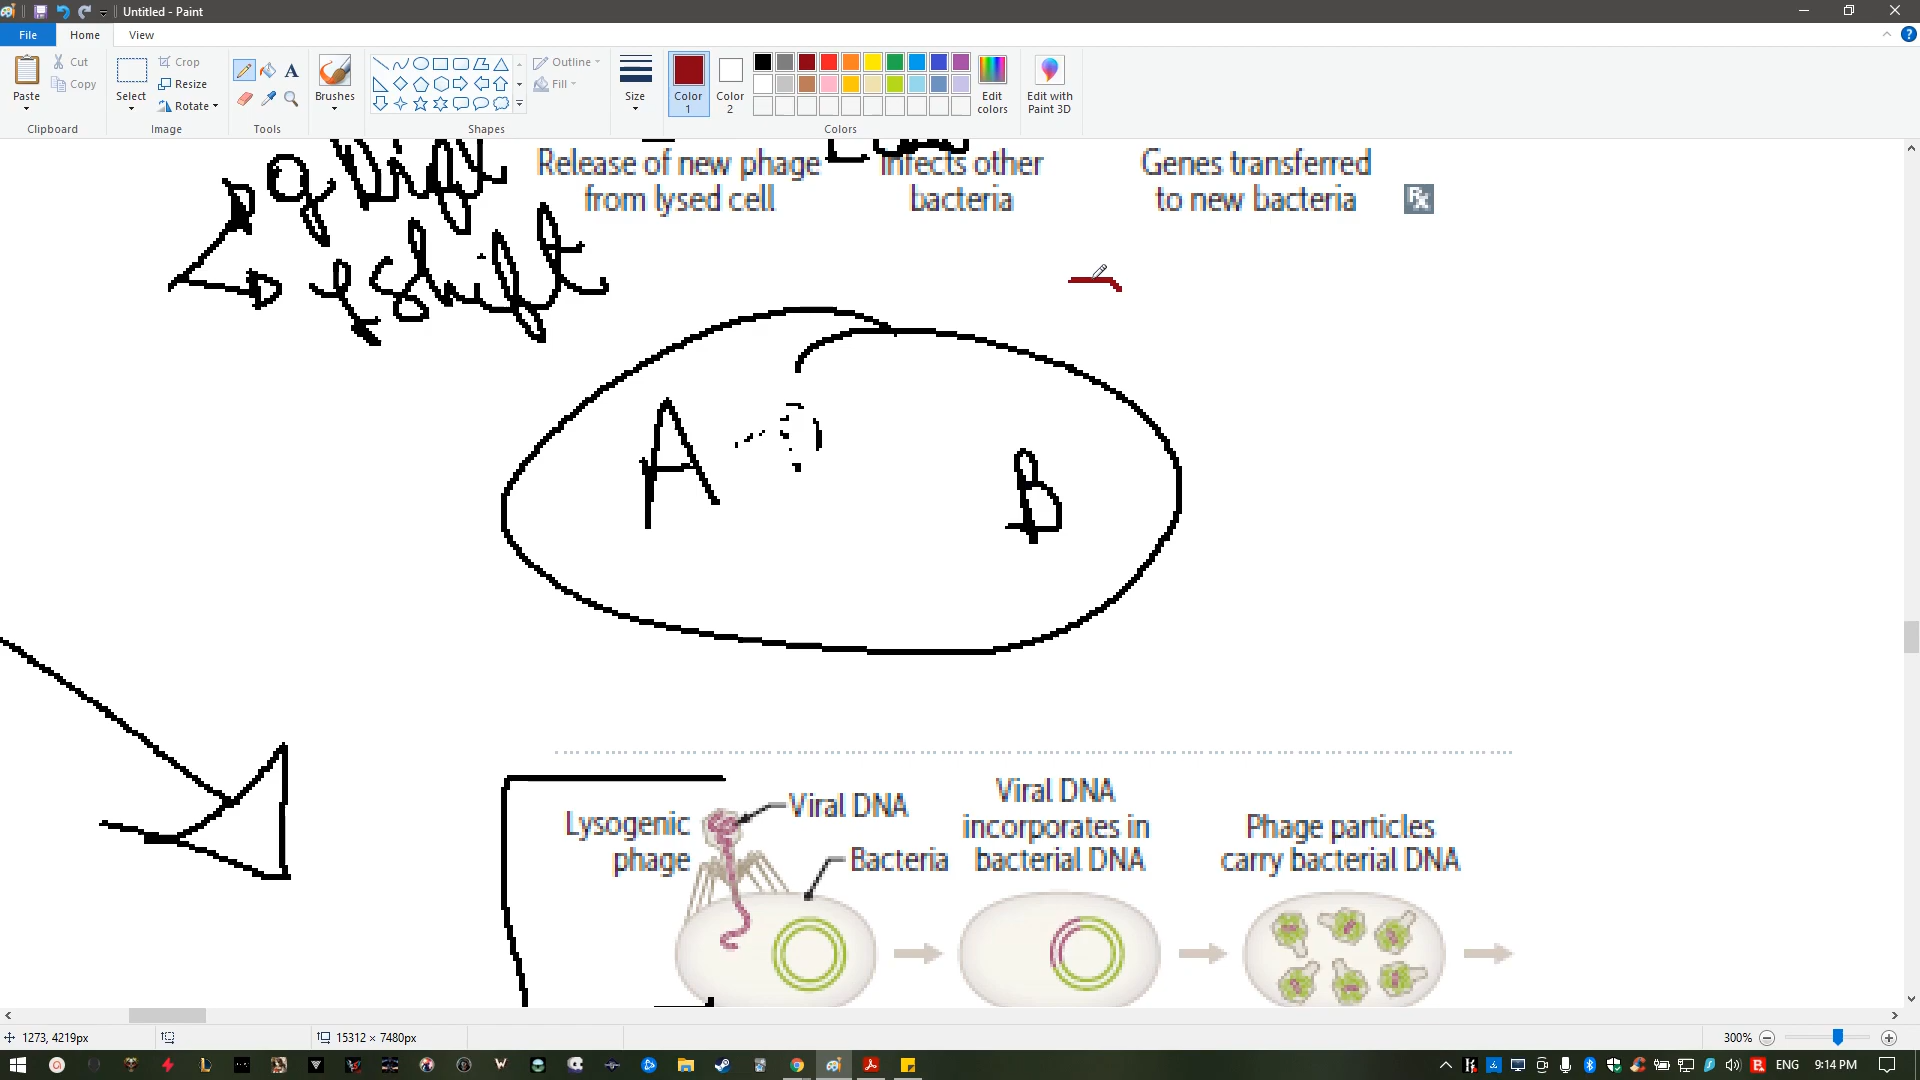 Untitled - Paint
File
Home
View
Paste
Cut
Copy
Clipboard
Select
Crop
Resize
Rotate
Image
Tools
Brushes
Shapes
Outline
Fill
Size
Color 1
Color 2
Colors
Edit colors
Edit with Paint 3D
Release of new phage
from lysed cell
Infects other
bacteria
Genes transferred
to new bacteria
Rx
shift
A
B
Lysogenic
phage
Viral DNA
Bacteria
Viral DNA
incorporates in
bacterial DNA
Phage particles
carry bacterial DNA
1273, 4219px
15312 × 7480px
300%
ENG
9:14 PM